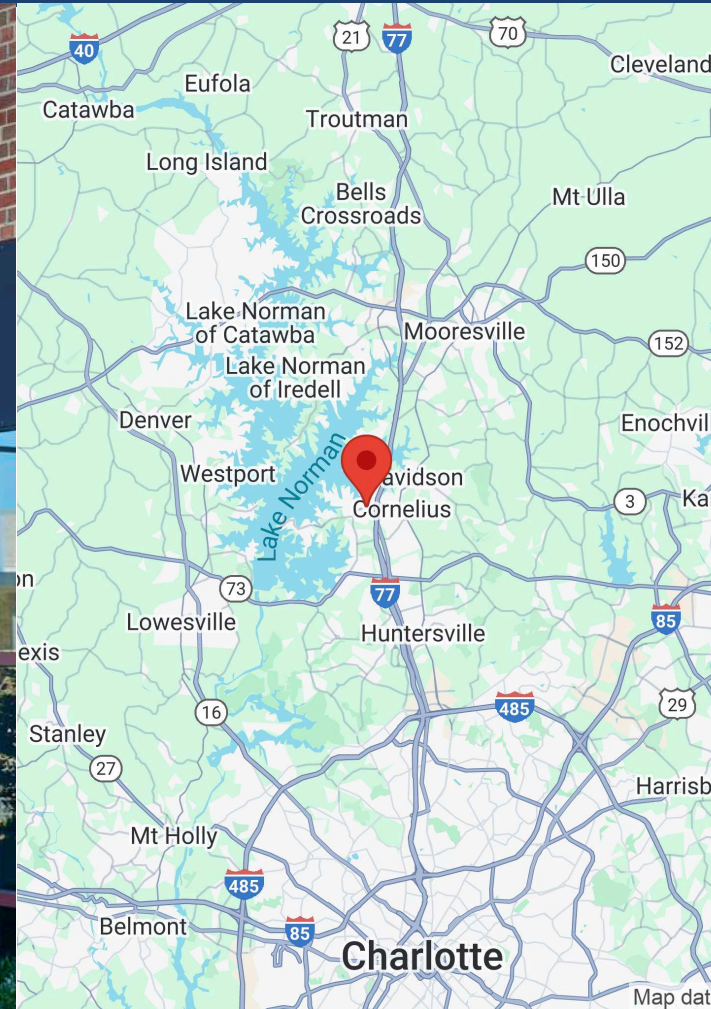 21
77
70
40
Cleveland
Eufola
Catawba
Troutman
Long Island
Bells
Crossroads
Mt Ulla
150
Lake Norman
of Catawba
Mooresville
152
Lake Norman
of Iredell
Denver
Enochvil
Westport
Lake Norman
avidson
3
Ka
Cornelius
on
73
77
Lowesville
85
Huntersville
exis
16
485
29
Stanley
27
Harrisb
Mt Holly
485
Belmont
85
Charlotte
Map dat